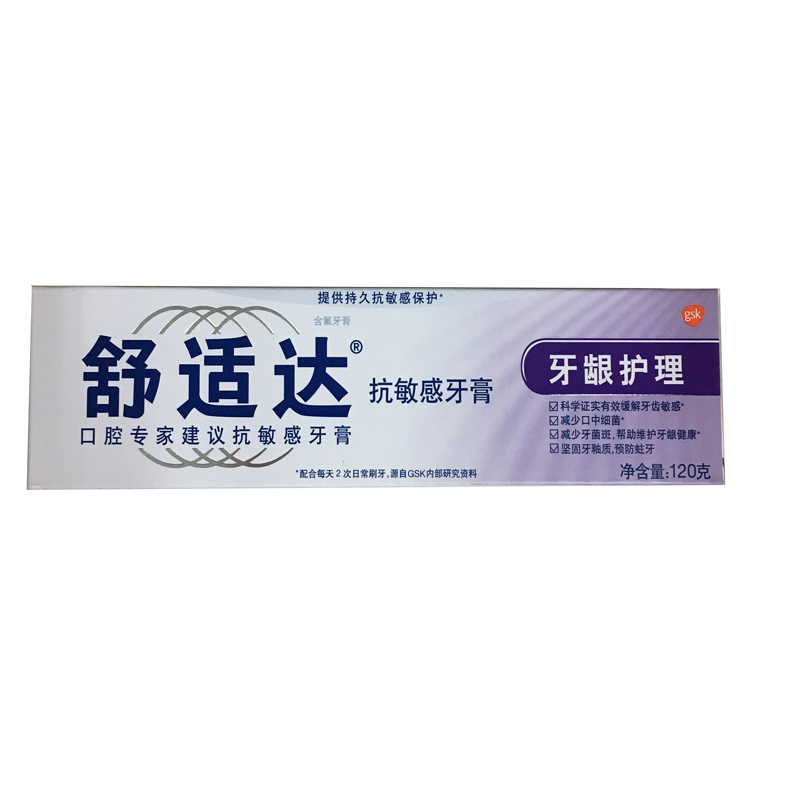 提供持久抗敏感保护*
含氟牙膏
舒适达®
抗敏感牙膏
口腔专家建议抗敏感牙膏
*配合每天2次日常刷牙,源自GSK内部研究资料
gsk
牙龈护理
☑科学证实有效缓解牙齿敏感*
☑减少口中细菌*
☑减少牙菌斑,帮助维护牙龈健康*
☑坚固牙釉质,预防蛀牙
净含量:120克